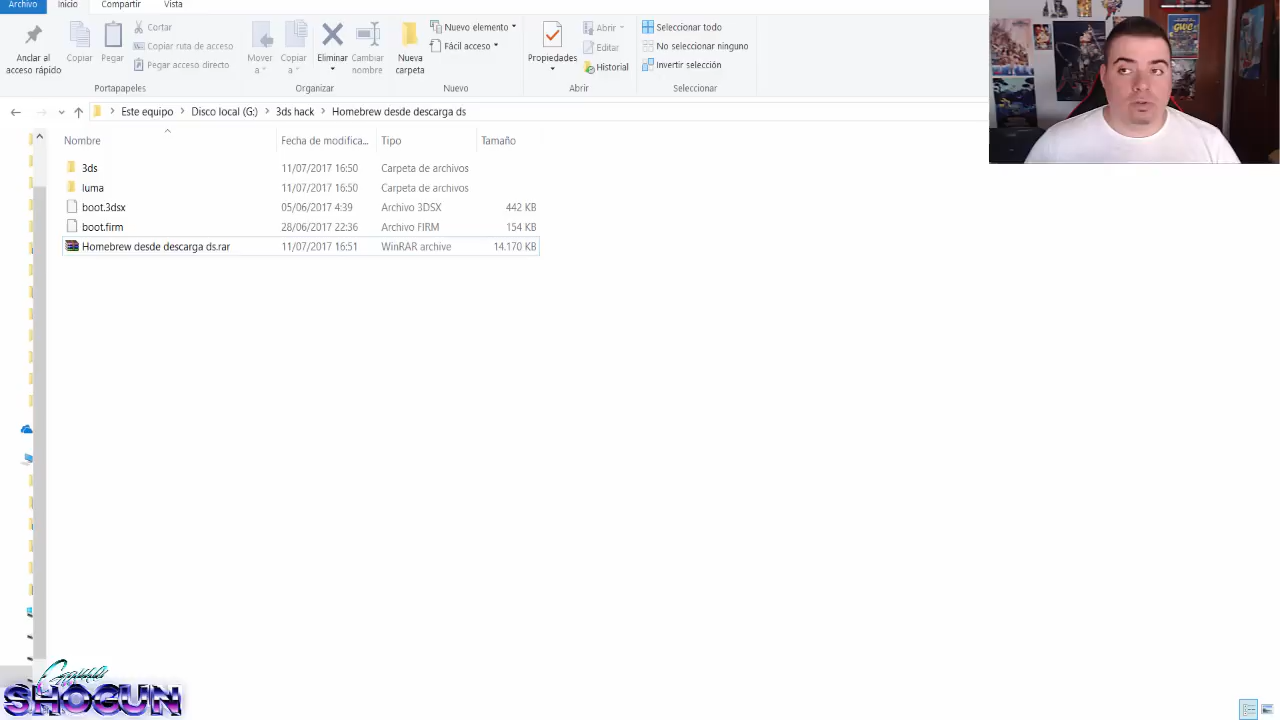 Archivo Inicio Compartir Vista
Andar al acceso rápido
Copiar
Pegar
Cortar
Copiar ruta de acceso
Pegar acceso directo
Mover a
Copiar a
Eliminar
Cambiar nombre
Nueva carpeta
Nuevo elemento
Fácil acceso
Propiedades
Abrir
Editar
Historial
Seleccionar todo
No seleccionar ninguno
Invertir selección
Portapapeles Organizar Nuevo Abrir Seleccionar
Este equipo > Disco local (G:) > 3ds hack > Homebrew desde descarga ds
Nombre Fecha de modifica... Tipo Tamaño
3ds 11/07/2017 16:50 Carpeta de archivos
luma 11/07/2017 16:50 Carpeta de archivos
boot.3dsx 05/06/2017 4:39 Archivo 3DSX 442 KB
boot.firm 28/06/2017 22:36 Archivo FIRM 154 KB
Homebrew desde descarga ds.rar 11/07/2017 16:51 WinRAR archive 14.170 KB
SHOGUN